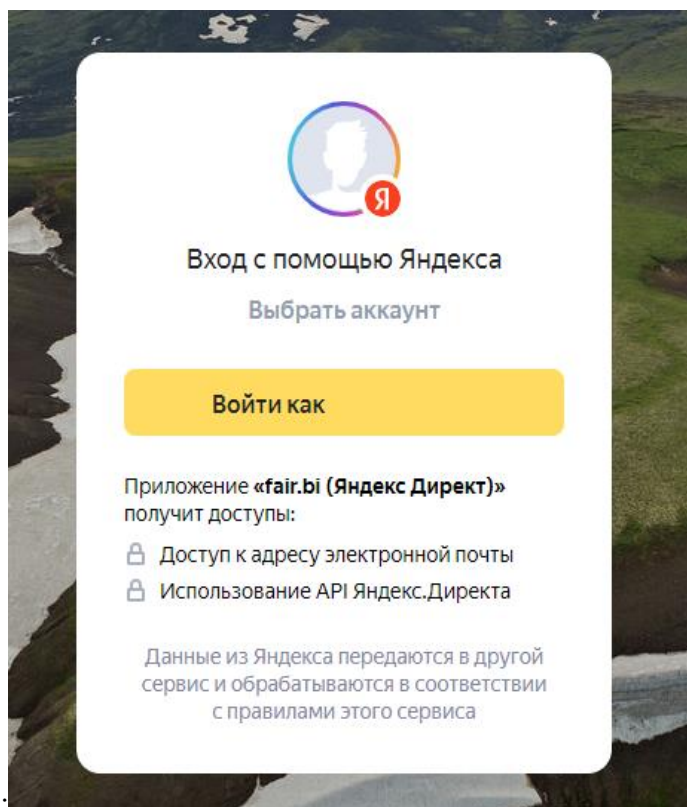 Я
Вход с помощью Яндекса
Выбрать аккаунт
Войти как
Приложение «fair.bi (Яндекс Директ)»
получит доступы:
Доступ к адресу электронной почты
Использование API Яндекс.Директа
Данные из Яндекса передаются в другой
сервис и обрабатываются в соответствии
с правилами этого сервиса
.